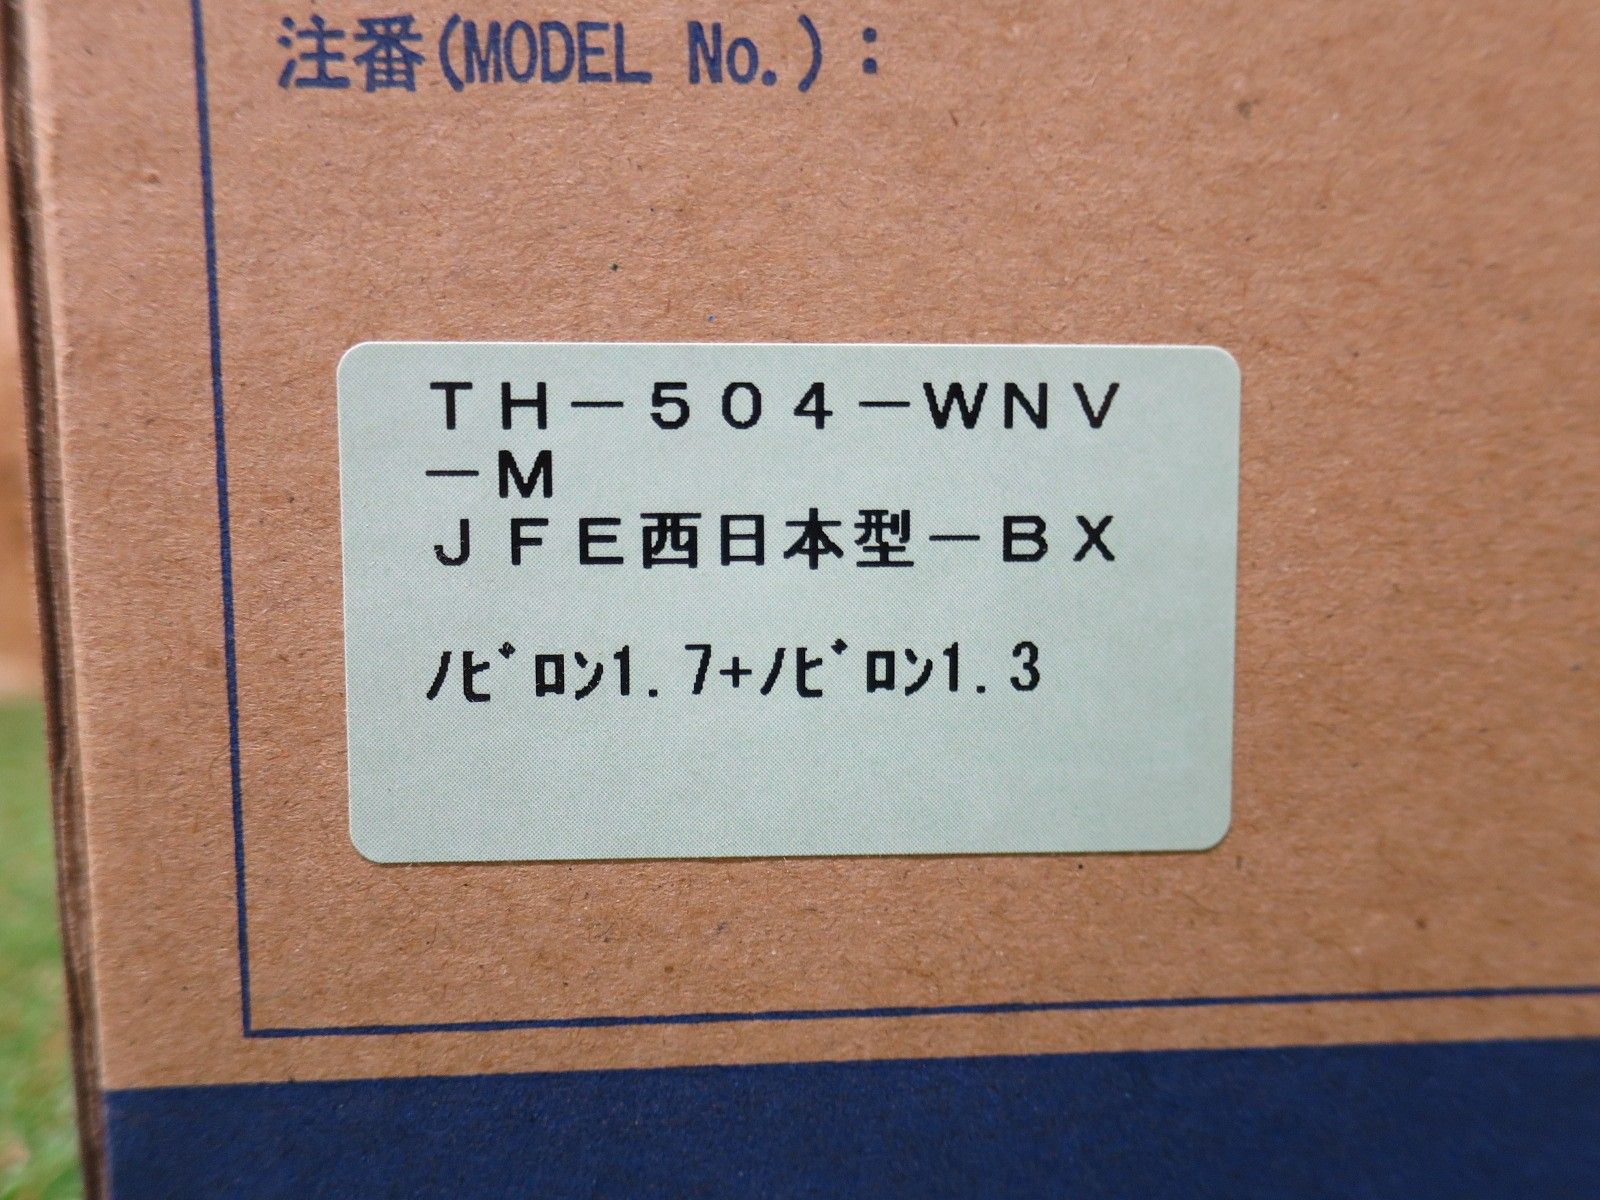 注番(MODEL No.):
TH-504-WNV
-M
JFE西日本型-BX
ﾉﾋﾞﾛﾝ1.7+ﾉﾋﾞﾛﾝ1.3